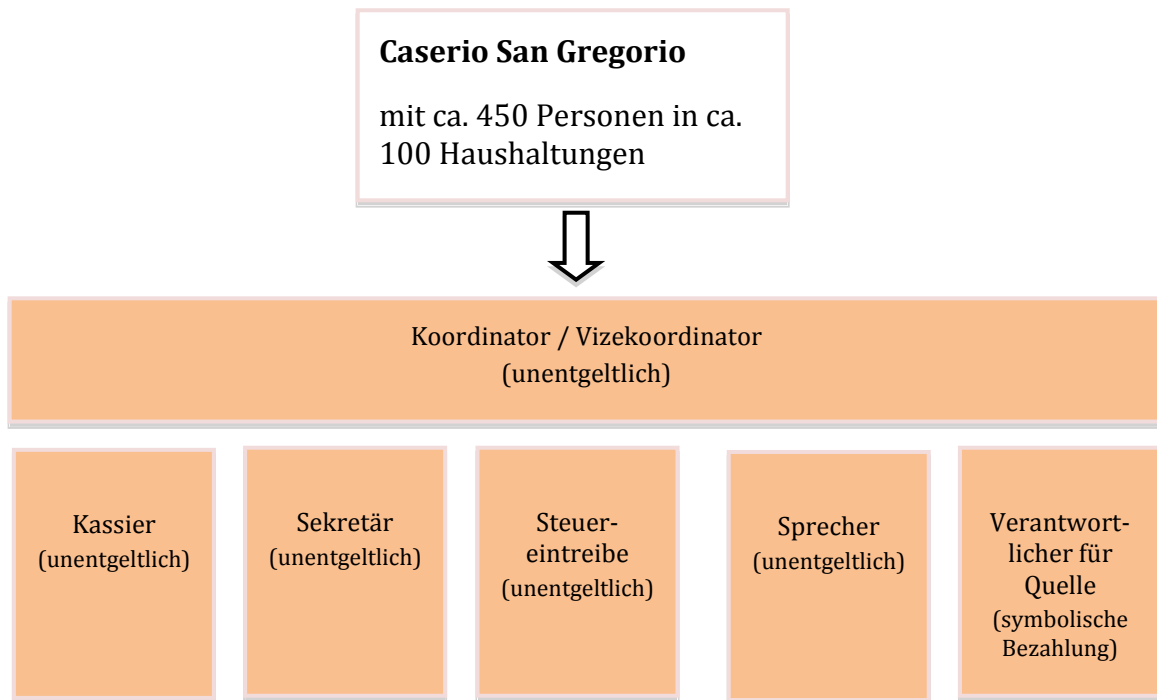 Caserio San Gregorio
mit ca. 450 Personen in ca.
100 Haushaltungen
Koordinator / Vizekoordinator
(unentgeltlich)
Kassier
(unentgeltlich)
Sekretär
(unentgeltlich)
Steuer-
eintreibe
(unentgeltlich)
Sprecher
(unentgeltlich)
Verantwort-
licher für
Quelle
(symbolische
Bezahlung)